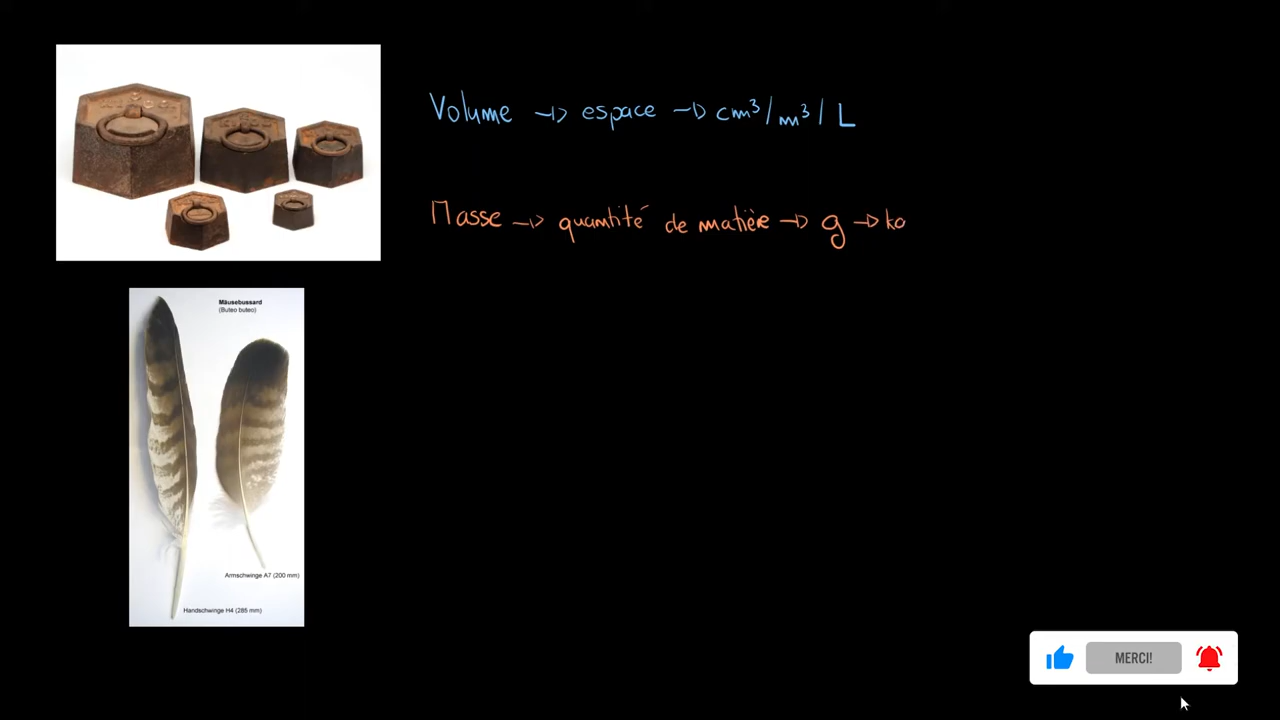 Volume → espace → cm³/m³/L
Masse → quantité de matière → g → ko
Mäusebussard
(Buteo buteo)
Armschwinge A7 (200 mm)
Handschwinge H4 (285 mm)
MERCI!